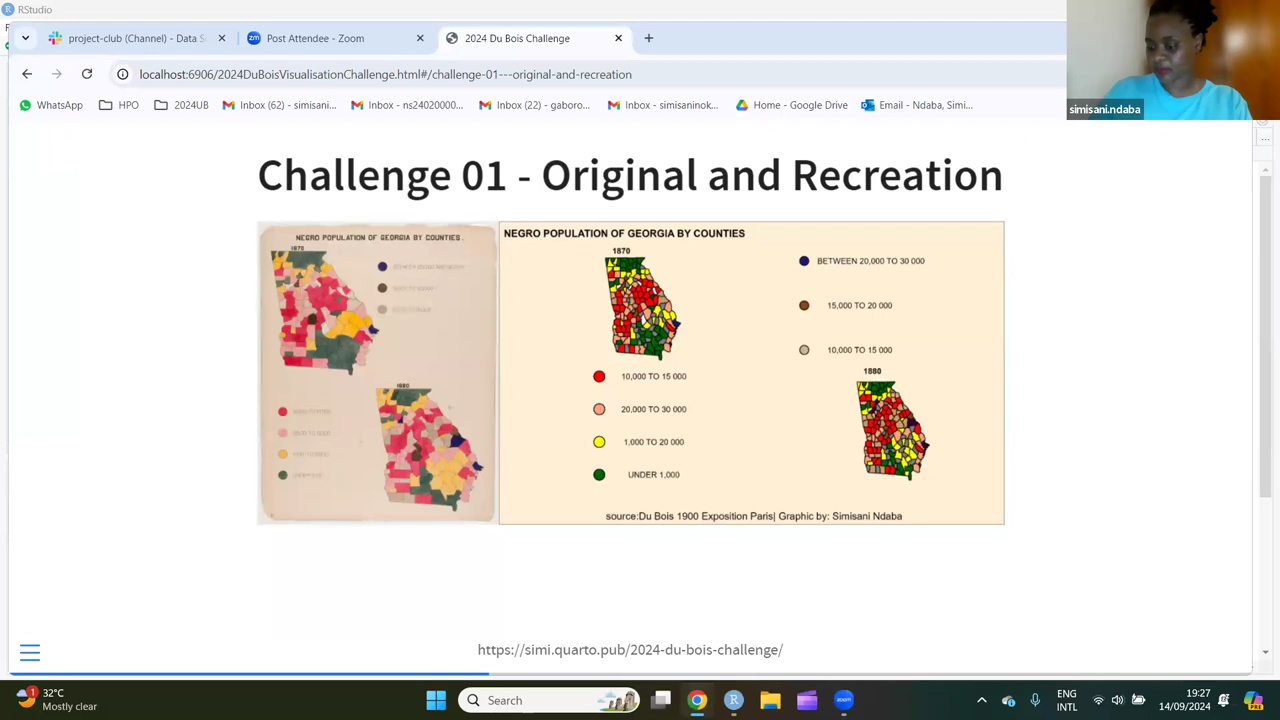 RStudio
project-club (Channel) - Data S
Post Attendee - Zoom
2024 Du Bois Challenge
localhost:6906/2024DuBoisVisualisationChallenge.html#/challenge-01---original-and-recreation
WhatsApp
HPO
2024UB
Inbox (62) - simisani...
Inbox - ns24020000...
Inbox (22) - gaboro...
Inbox - simisaninok...
Home - Google Drive
Email - Ndaba, Simi...
simisani.ndaba
Challenge 01 - Original and Recreation
NEGRO POPULATION OF GEORGIA BY COUNTIES.
1870
1880
NEGRO POPULATION OF GEORGIA BY COUNTIES
1870
BETWEEN 20,000 TO 30 000
15,000 TO 20 000
10,000 TO 15 000
1880
10,000 TO 15 000
20,000 TO 30 000
1,000 TO 20 000
UNDER 1,000
source:Du Bois 1900 Exposition Paris| Graphic by: Simisani Ndaba
https://simi.quarto.pub/2024-du-bois-challenge/
1
32°C
Mostly clear
Search
zoom
ENG
INTL
19:27
14/09/2024
PRE